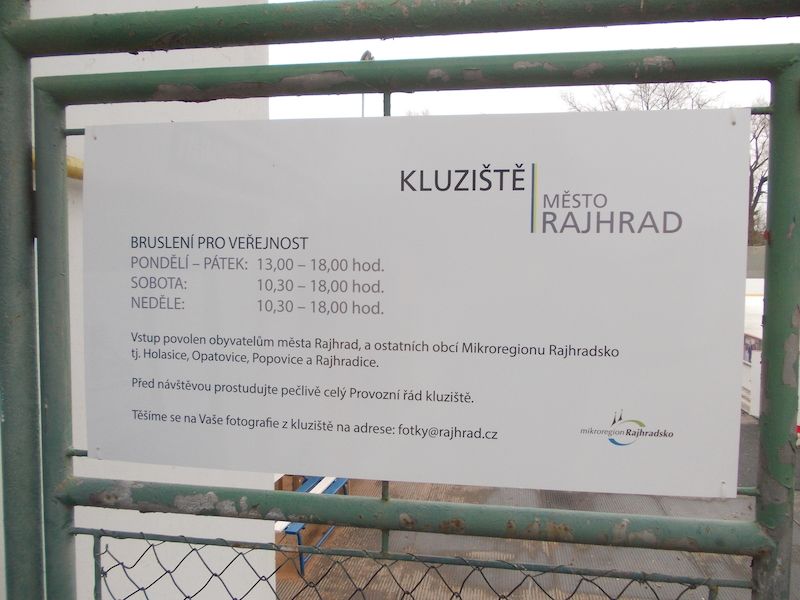 KLUZIŠTĚ
MĚSTO
RAJHRAD
BRUSLENÍ PRO VEŘEJNOST
PONDĚLÍ – PÁTEK: 13,00 – 18,00 hod.
SOBOTA: 10,30 – 18,00 hod.
NEDĚLE: 10,30 – 18,00 hod.
Vstup povolen obyvatelům města Rajhrad, a ostatních obcí Mikroregionu Rajhradsko
tj. Holasice, Opatovice, Popovice a Rajhradice.
Před návštěvou prostudujte pečlivě celý Provozní řád kluziště.
Těšíme se na Vaše fotografie z kluziště na adrese: fotky@rajhrad.cz
mikroregionRajhradsko